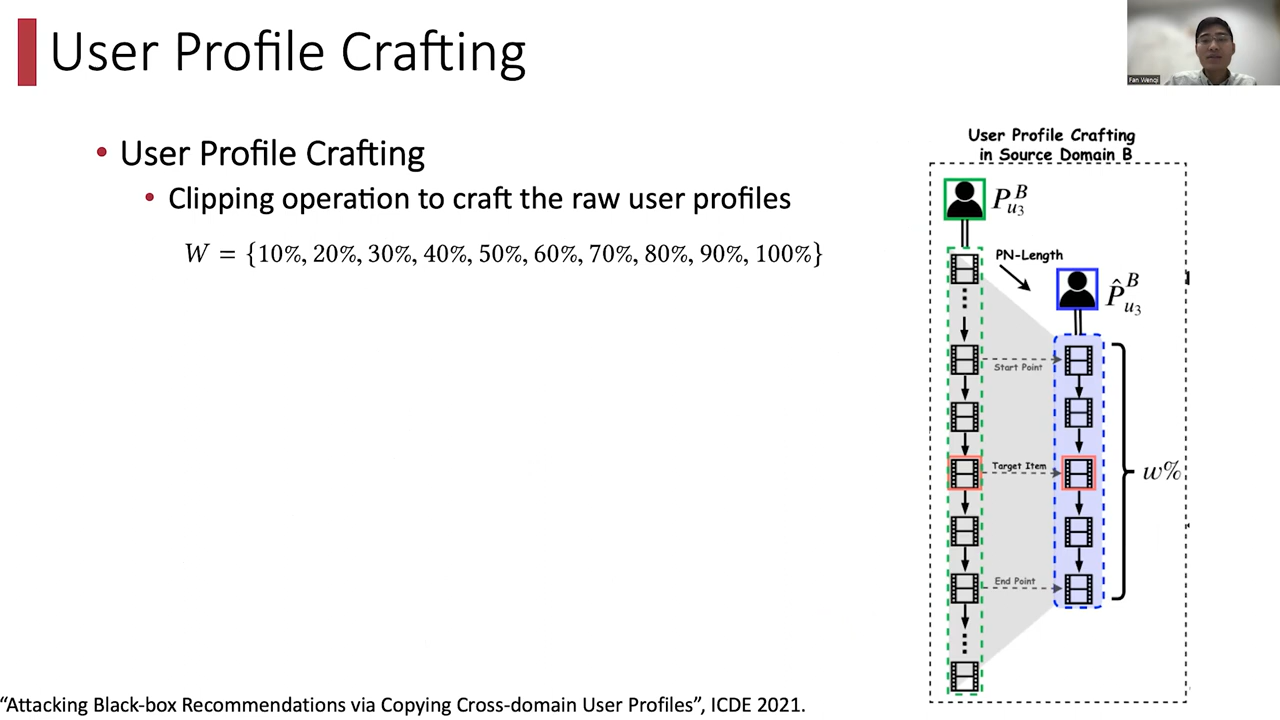 User Profile Crafting
Fan Wenqi
• User Profile Crafting
• Clipping operation to craft the raw user profiles
W = {10%, 20%, 30%, 40%, 50%, 60%, 70%, 80%, 90%, 100%}
User Profile Crafting
in Source Domain B
P_{u_3}^B
PN-Length
\hat{P}_{u_3}^B
Start Point
Target Item
w%
End Point
"Attacking Black-box Recommendations via Copying Cross-domain User Profiles", ICDE 2021.